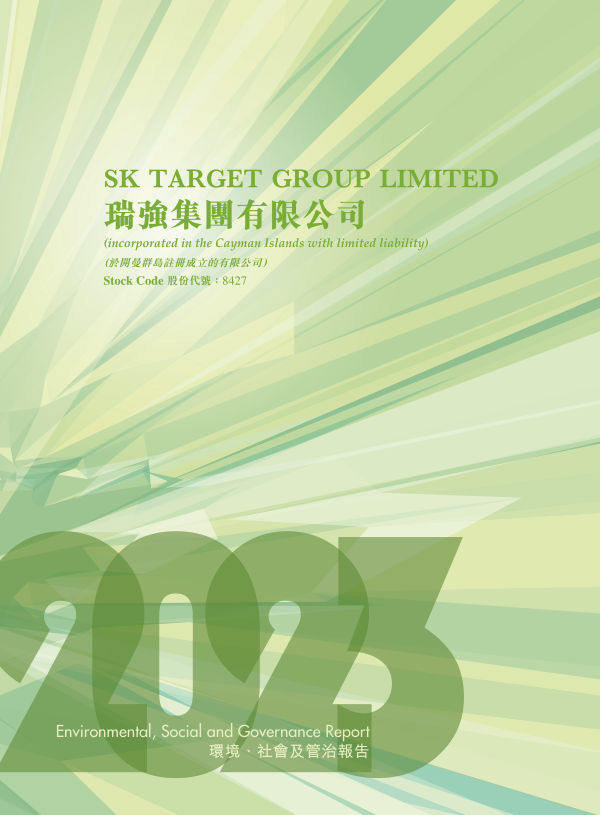 SK TARGET GROUP LIMITED
瑞強集團有限公司
(incorporated in the Cayman Islands with limited liability)
（於開曼群島註冊成立的有限公司）
Stock Code 股份代號：8427
2023
Environmental, Social and Governance Report
環境、社會及管治報告